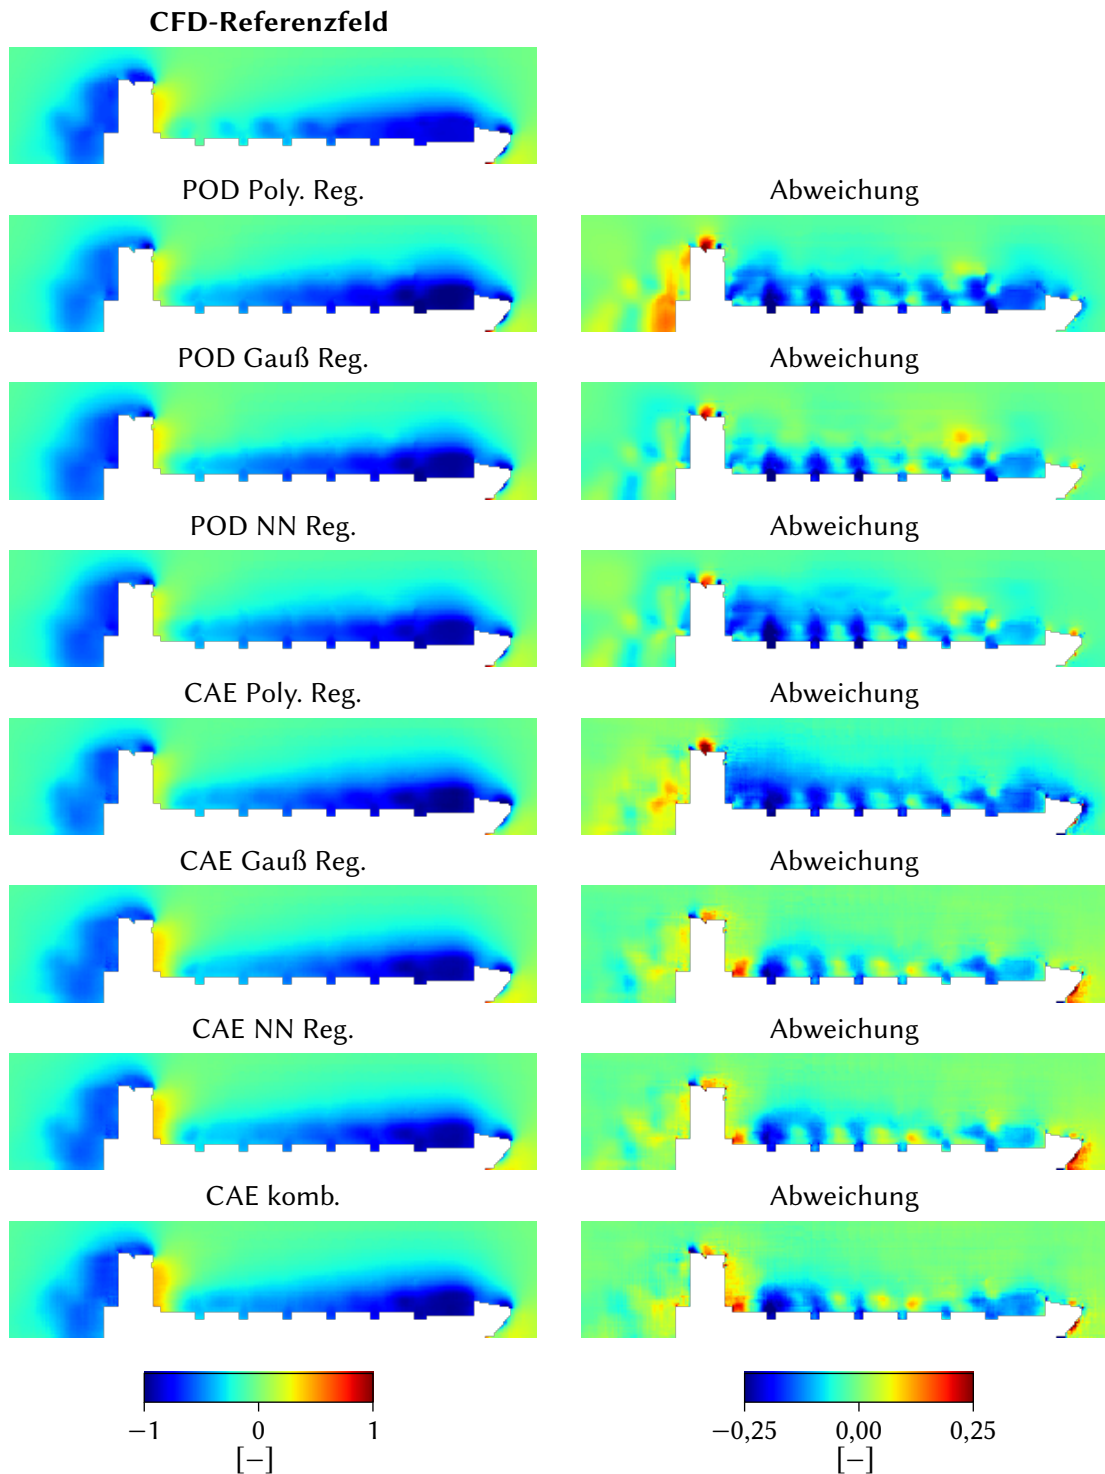 CFD-Referenzfeld
POD Poly. Reg.
Abweichung
POD Gauß Reg.
Abweichung
POD NN Reg.
Abweichung
CAE Poly. Reg.
Abweichung
CAE Gauß Reg.
Abweichung
CAE NN Reg.
Abweichung
CAE komb.
Abweichung
−1 0 1
[−]
−0,25 0,00 0,25
[−]